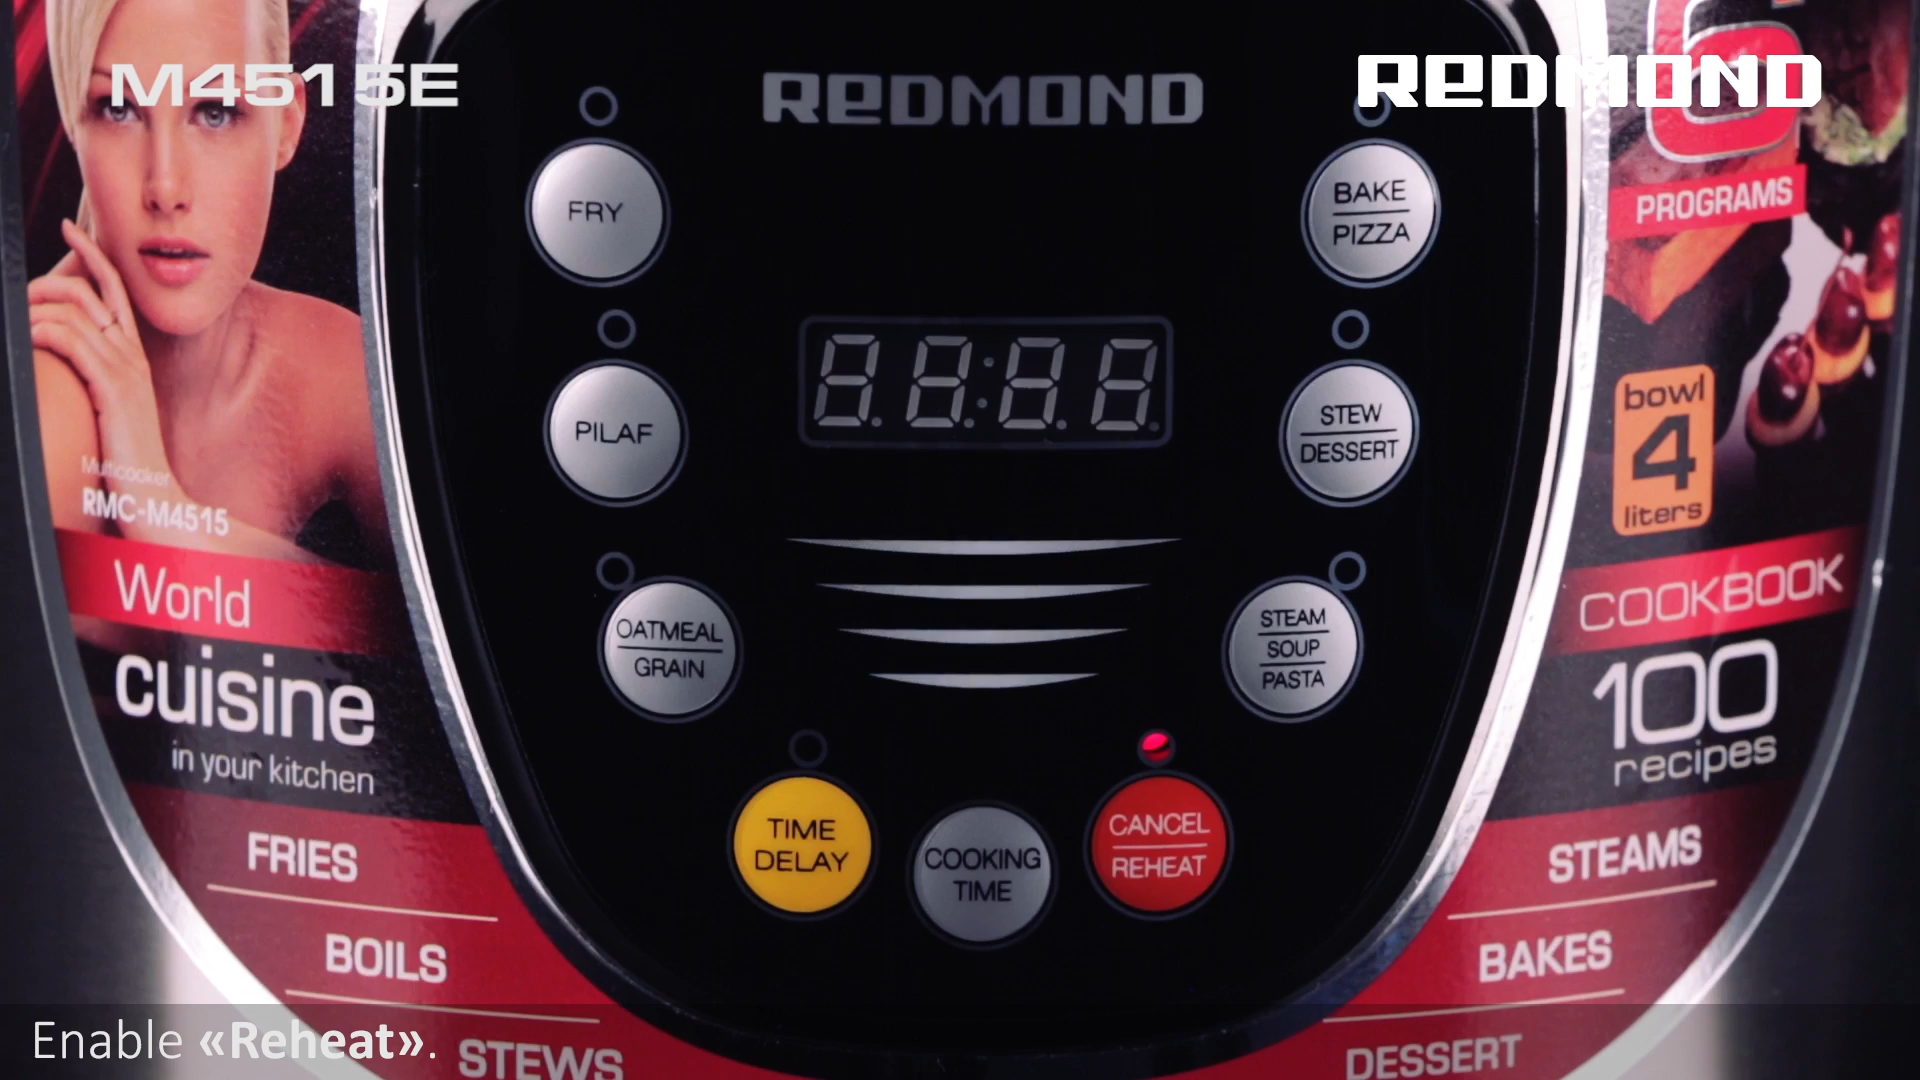 M4515E
REDMOND
REDMOND
6
PROGRAMS
FRY
BAKE
PIZZA
PILAF
STEW
DESSERT
bowl
4
liters
Multicooker
RMC-M4515
World
cuisine
in your kitchen
OATMEAL
GRAIN
STEAM
SOUP
PASTA
COOKBOOK
100
recipes
TIME
DELAY
COOKING
TIME
CANCEL
REHEAT
FRIES
BOILS
STEWS
STEAMS
BAKES
DESSERT
Enable «Reheat».